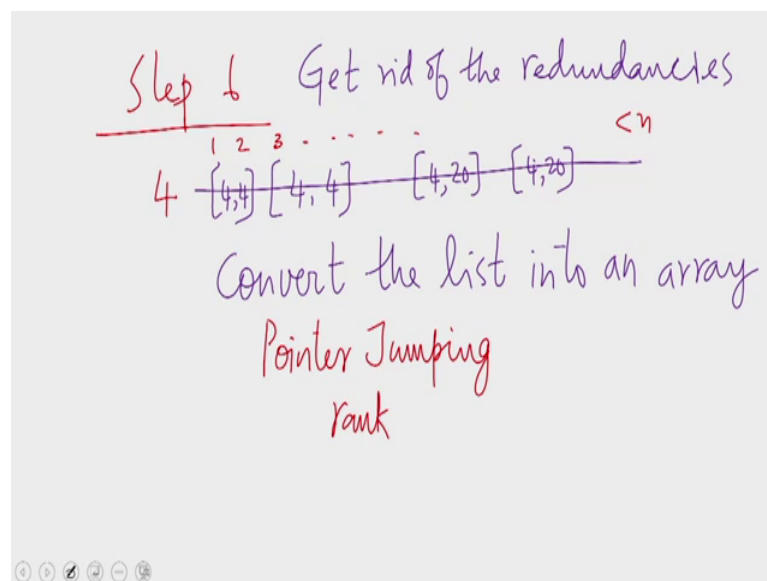 Step 6 Get rid of the redundancies
1 2 3 . . . . . <n
4 [4,4] [4,4] [4,20] [4,20]
Convert the list into an array
Pointer Jumping
rank